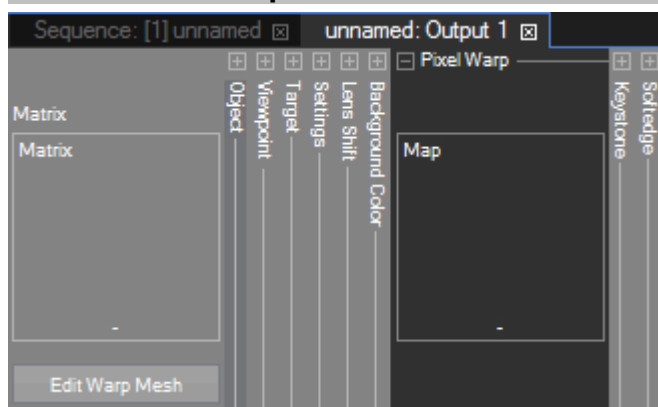 Sequence: [1] unnamed
unnamed: Output 1
Matrix
Matrix
-
Edit Warp Mesh
Object
Viewpoint
Target
Settings
Lens Shift
Background Color
Pixel Warp
Map
-
Keystone
Softedge